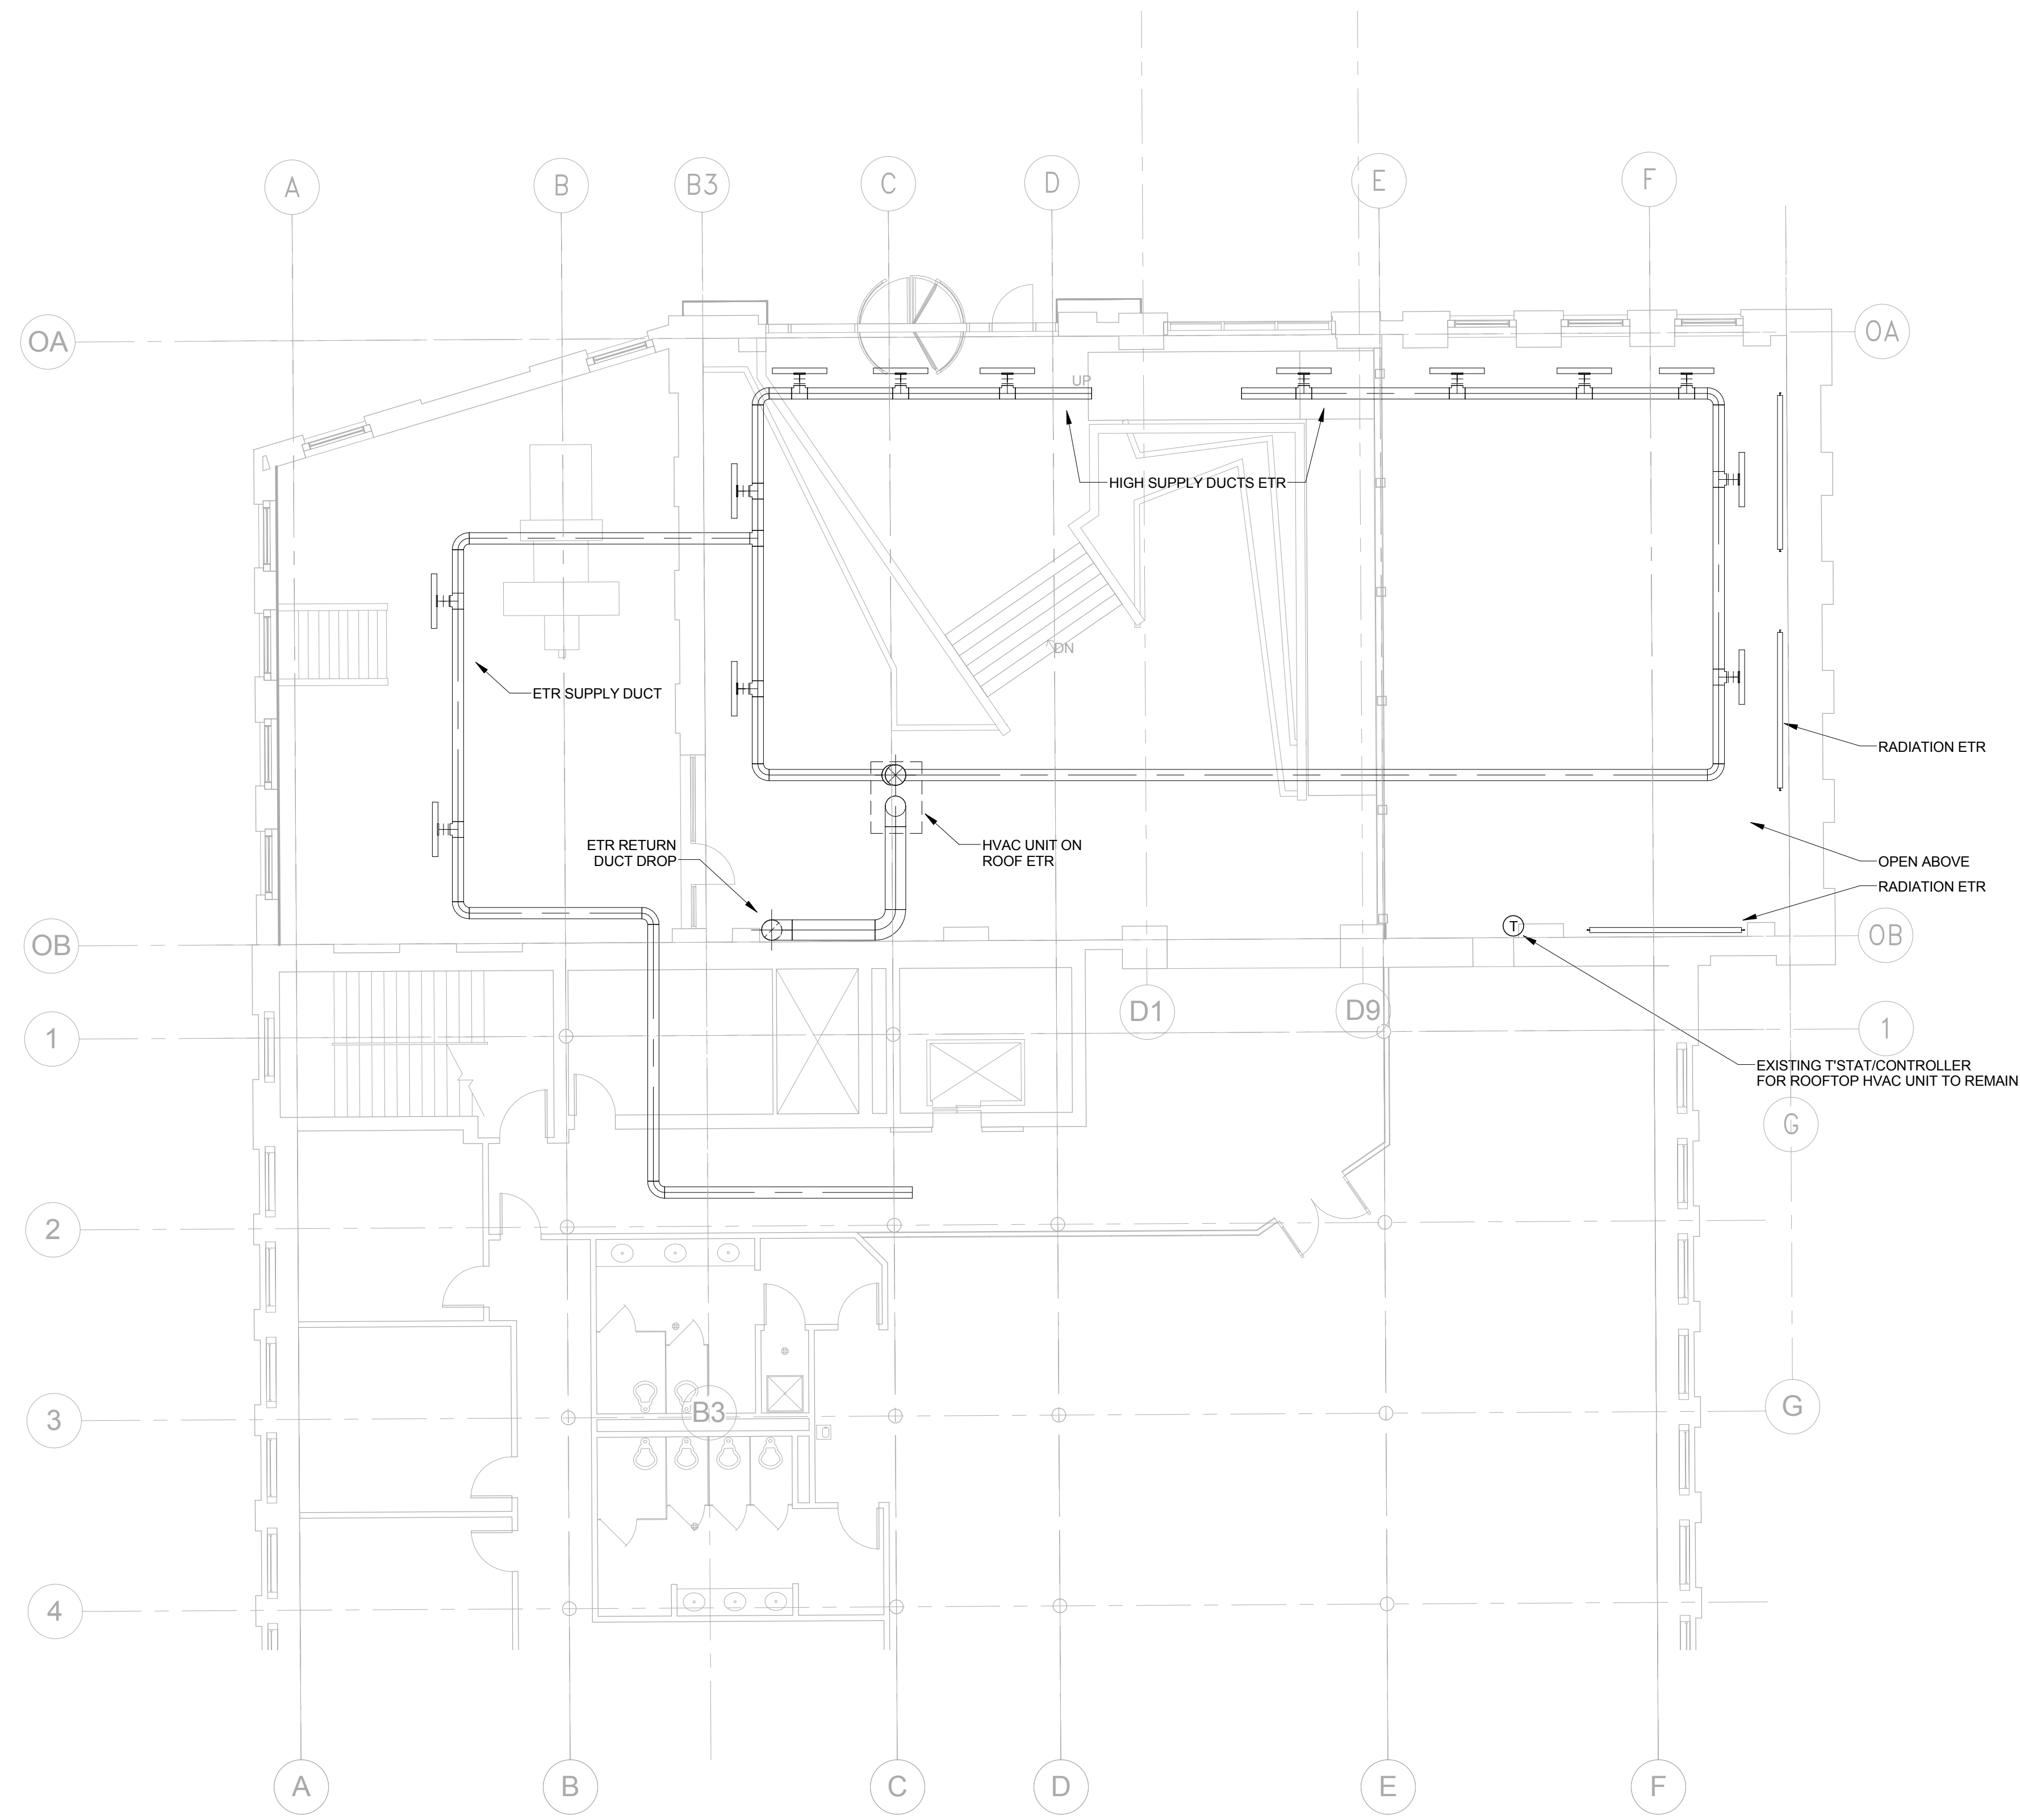 A
B
B3
C
D
E
F
OA
OA
UP
HIGH SUPPLY DUCTS ETR
DN
ETR SUPPLY DUCT
RADIATION ETR
ETR RETURN
DUCT DROP
HVAC UNIT ON
ROOF ETR
OPEN ABOVE
RADIATION ETR
T
OB
OB
D1
D9
1
1
EXISTING T'STAT/CONTROLLER
FOR ROOFTOP HVAC UNIT TO REMAIN
G
2
3
B3
G
4
A
B
C
D
E
F